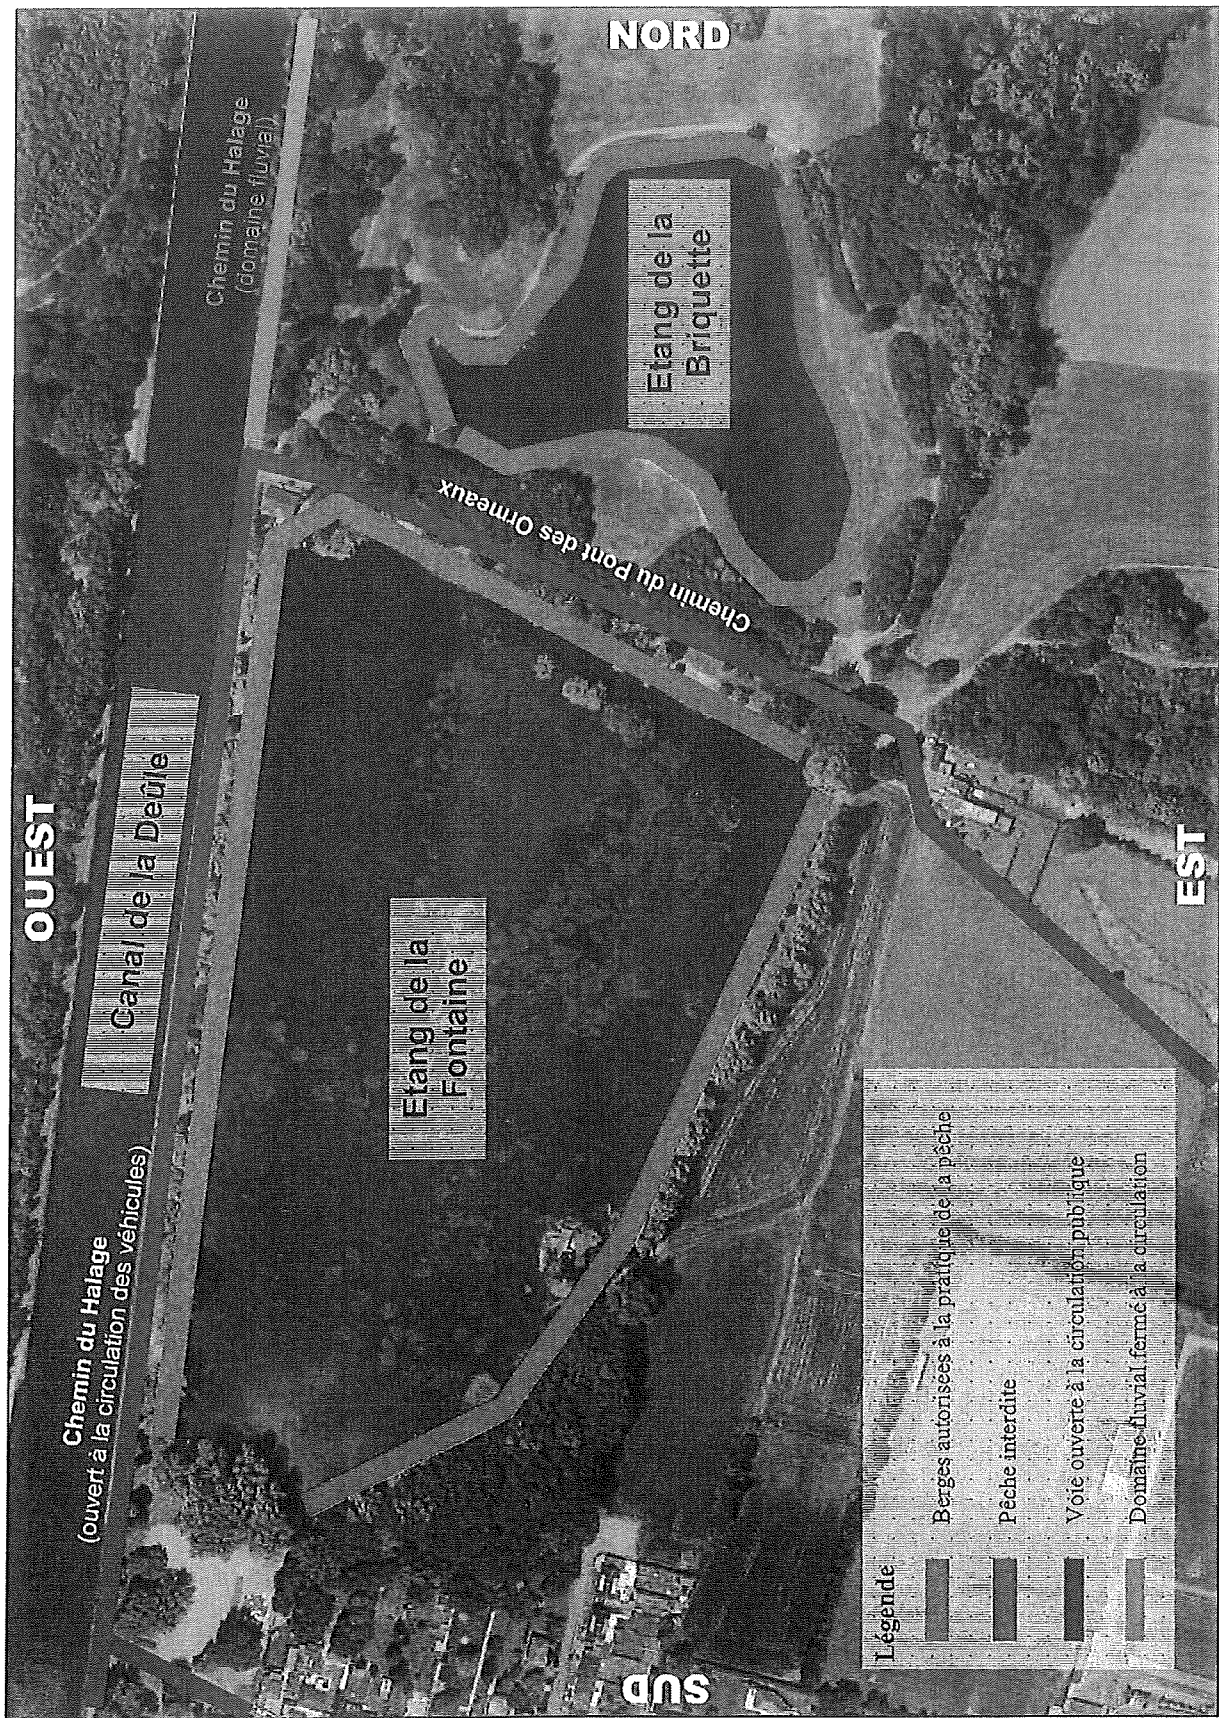 NORD
OUEST
Chemin du Halage
(domaine fluvial)
Canal de la Deûle
Chemin du Halage
(ouvert à la circulation des véhicules)
Etang de la
Briquette
Chemin du Pont des Ormeaux
Etang de la
Fontaine
EST
SUD
Légende
Berges autorisées à la pratique de la pêche
Pêche interdite
Voie ouverte à la circulation publique
Domaine fluvial fermé à la circulation